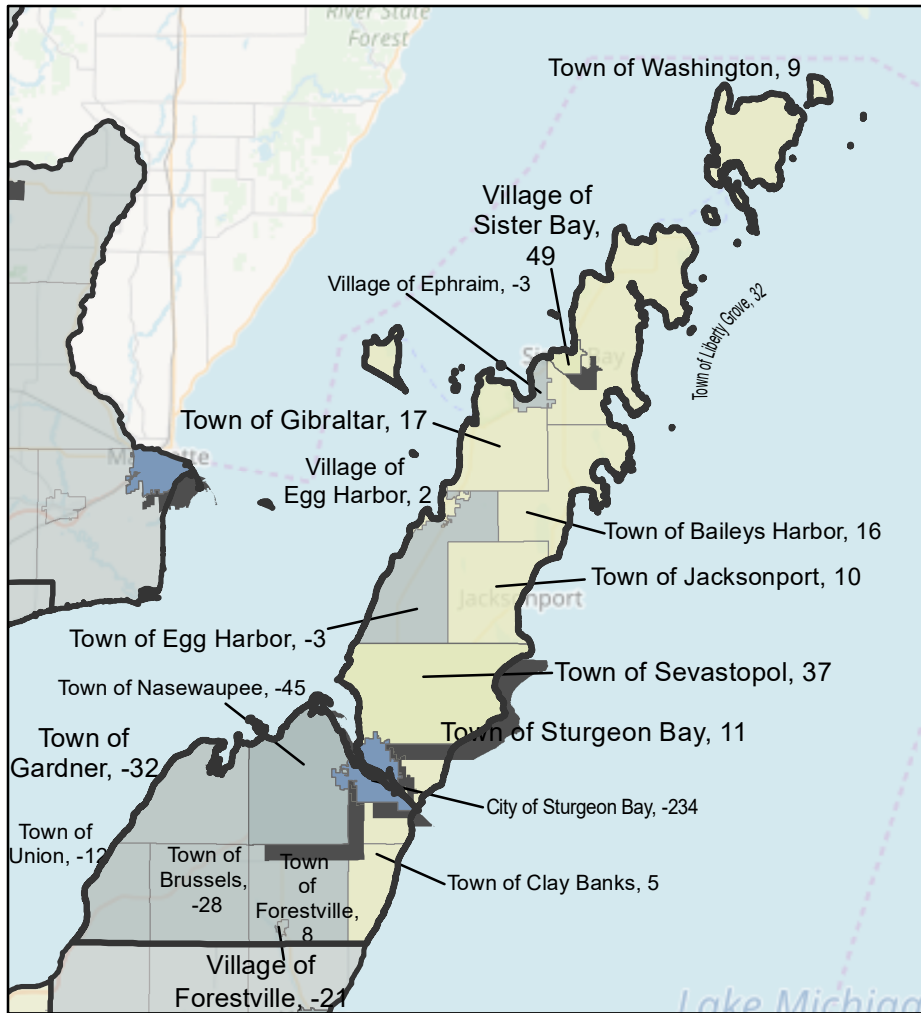 River State
Forest
Town of Washington, 9
Village of
Sister Bay,
49
Village of Ephraim, -3
Town of Liberty Grove, 32
Town of Gibraltar, 17
Village of
Egg Harbor, 2
Town of Baileys Harbor, 16
Town of Jacksonport, 10
Jacksonport
Town of Egg Harbor, -3
Town of Nasewaupee, -45
Town of Sevastopol, 37
Town of
Gardner, -32
Town of Sturgeon Bay, 11
City of Sturgeon Bay, -234
Town of
Union, -12
Town of
Brussels,
-28
Town
of
Forestville,
8
Town of Clay Banks, 5
Village of
Forestville, -21
Lake Michiga